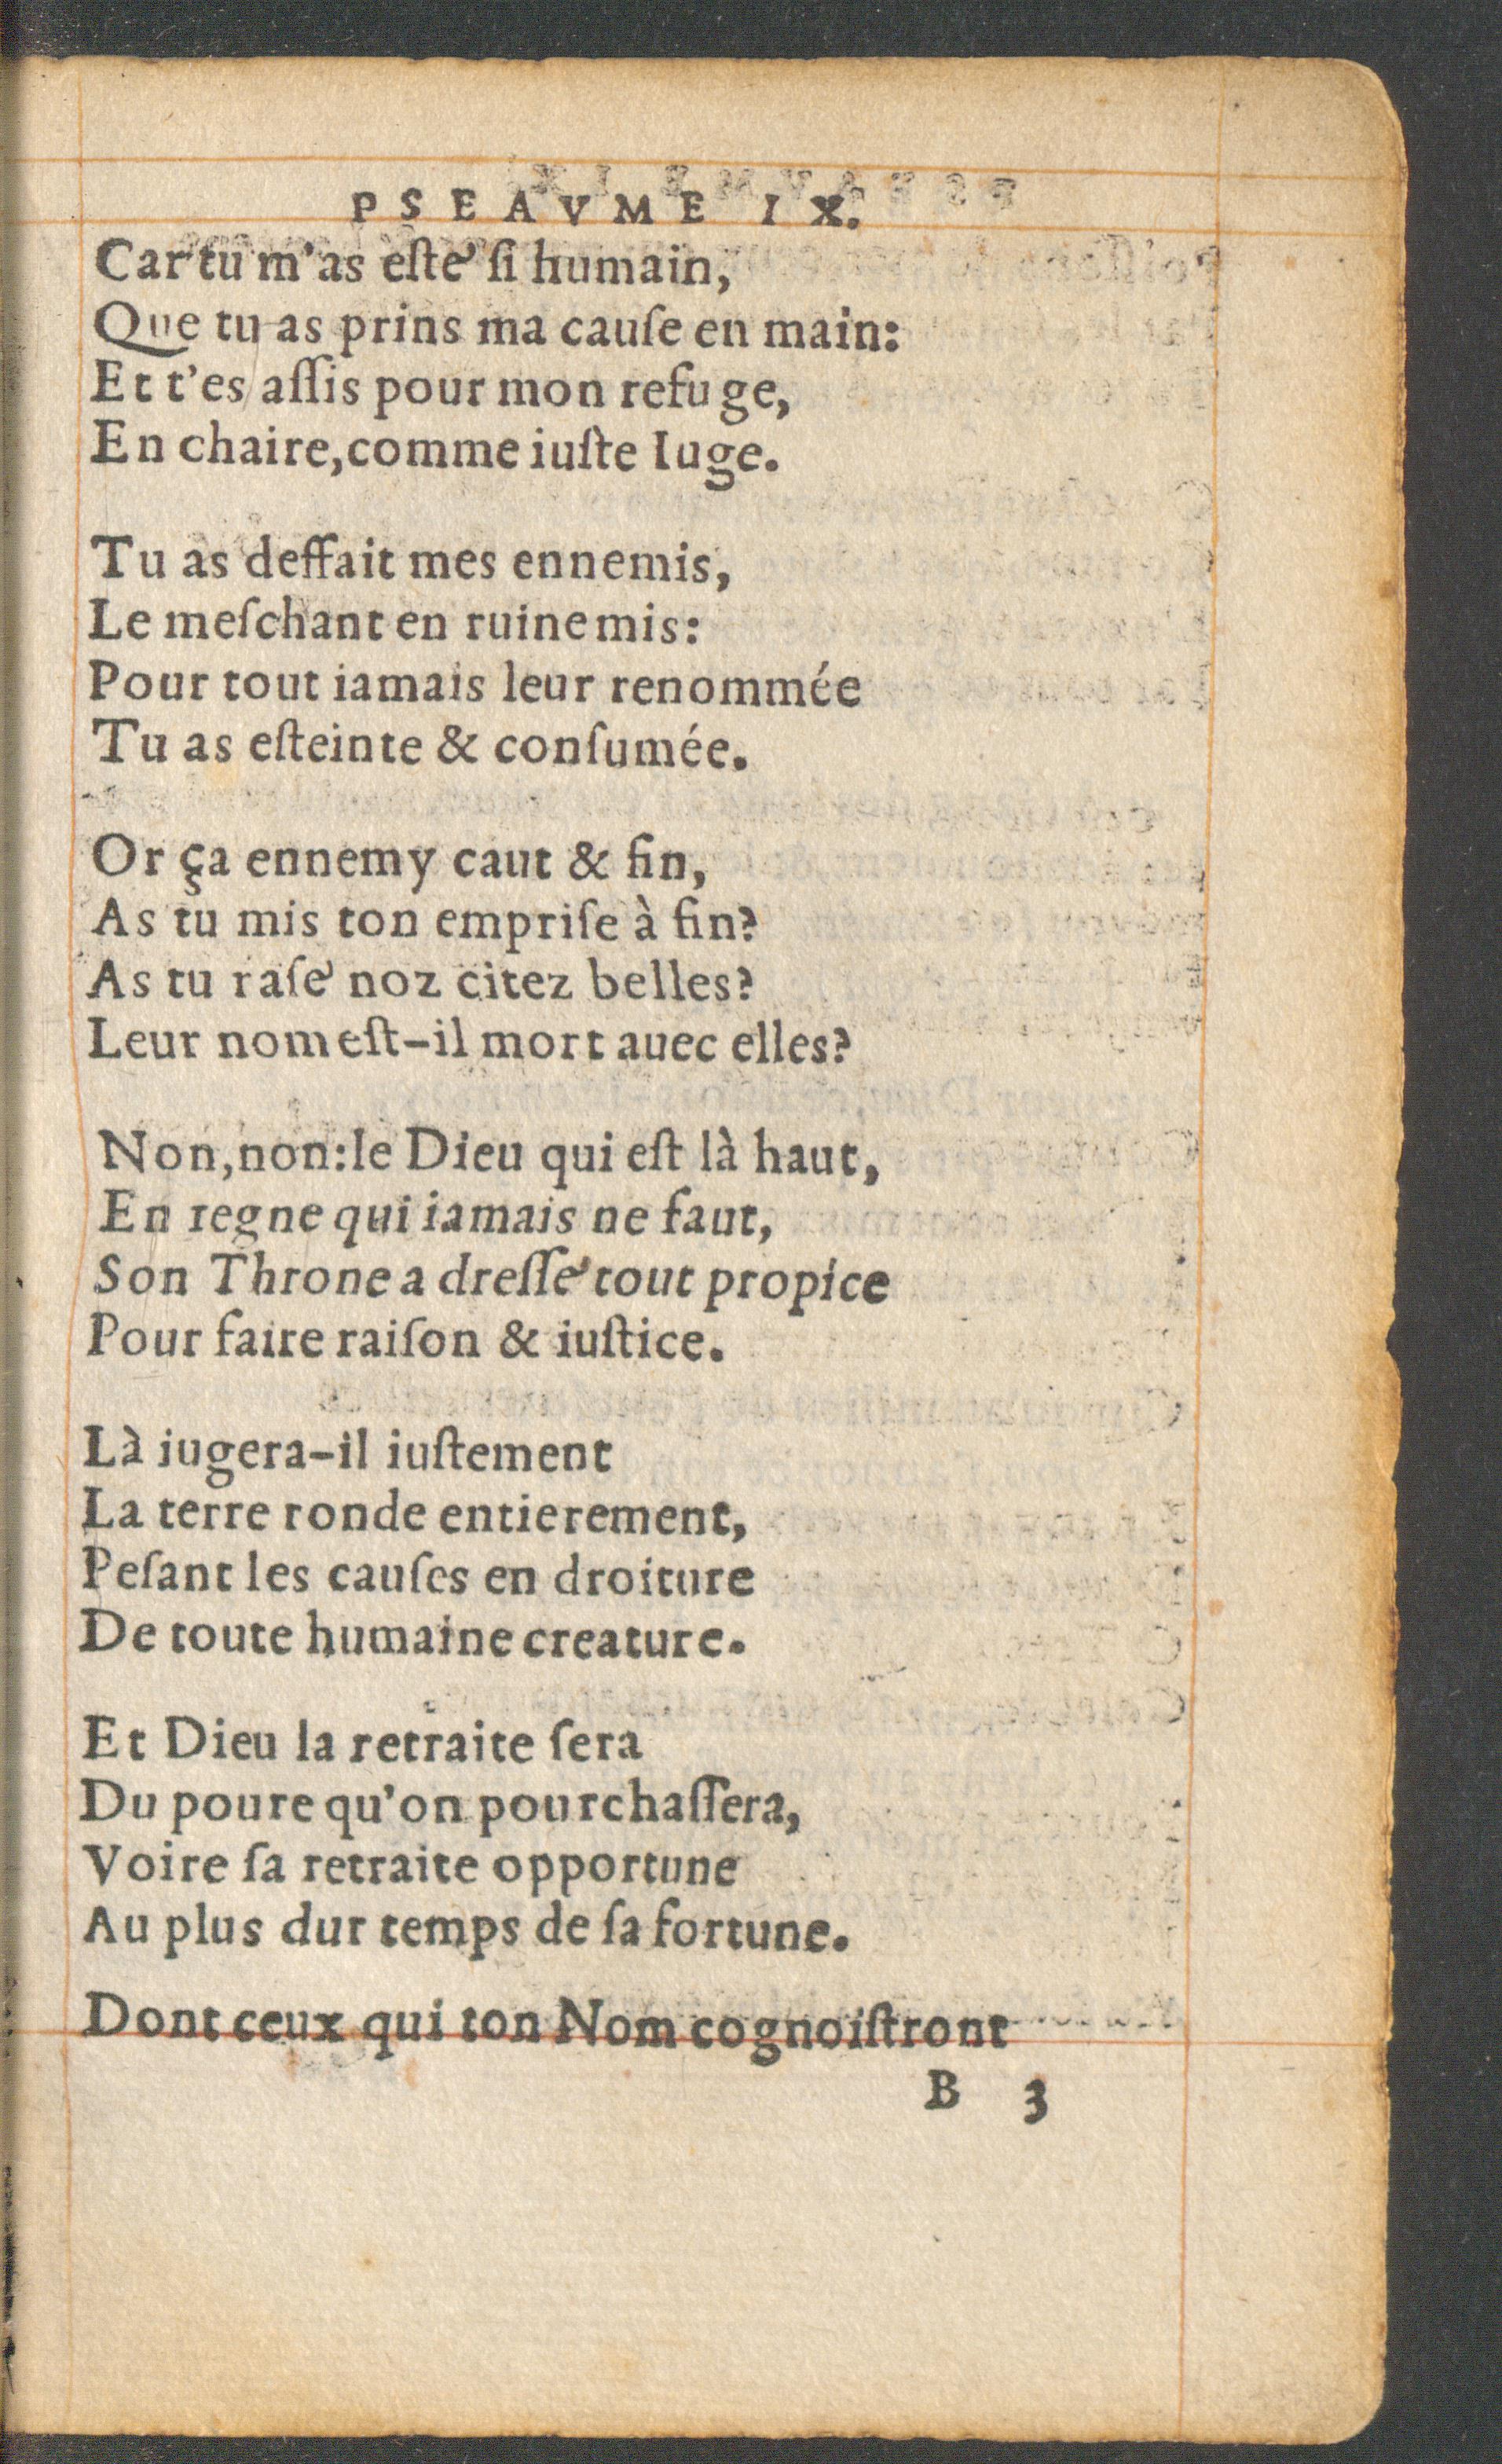 PSEAVME IX.
Car tu m'as esté si humain,
Que tu as prins ma cauſe en main:
Et t'es aſſis pour mon refuge,
En chaire, comme iuſte Iuge.
Tu as deffait mes ennemis,
Le meſchant en ruine mis:
Pour tout iamais leur renommée
Tu as eſteinte & conſumée.
Or ça ennemy caut & fin,
As tu mis ton empriſe à fin?
As tu raſé noz citez belles?
Leur nom eſt-il mort auec elles?
Non, non: le Dieu qui eſt là haut,
En regne qui iamais ne faut,
Son Throne a dreſſé tout propice
Pour faire raiſon & iuſtice.
Là iugera-il iuſtement
La terre ronde entierement,
Peſant les cauſes en droiture
De toute humaine creature.
Et Dieu la retraite ſera
Du poure qu'on pourchaſſera,
Voire ſa retraite opportune
Au plus dur temps de ſa fortune.
Dont ceux qui ton Nom cognoiſtront
B 3